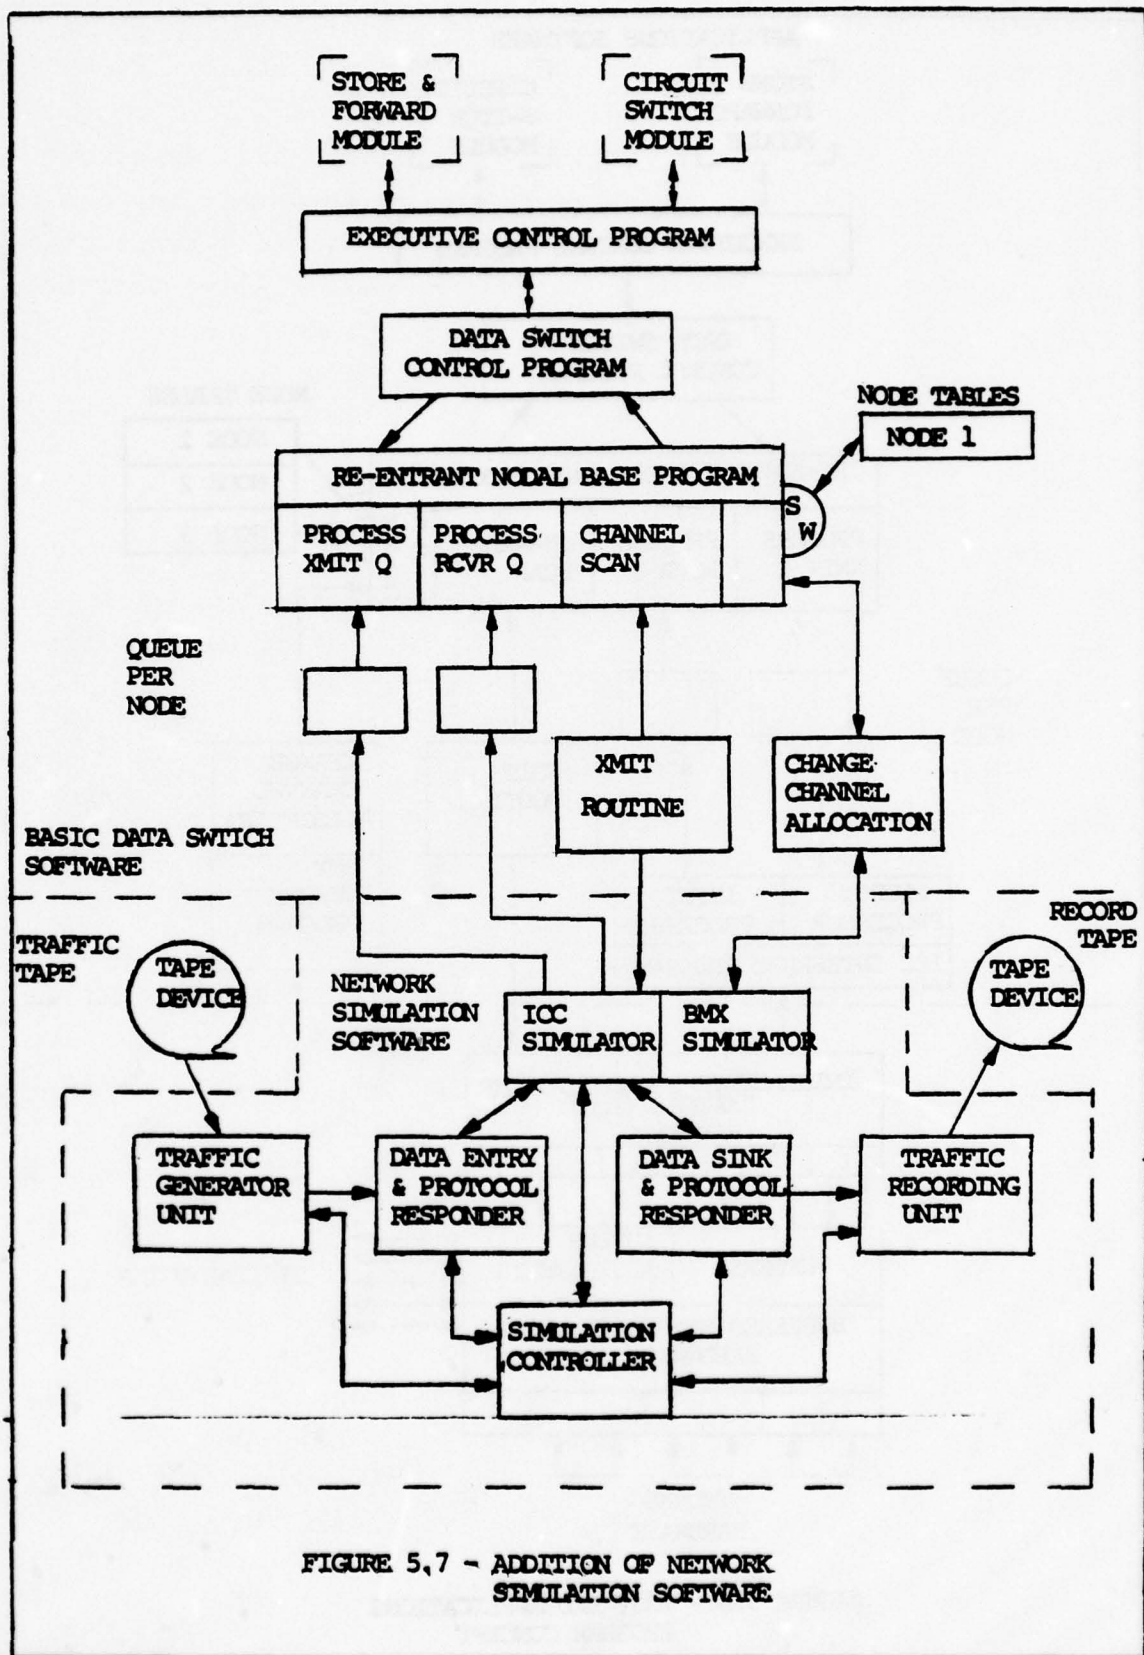 STORE &
FORWARD
MODULE
CIRCUIT
SWITCH
MODULE
EXECUTIVE CONTROL PROGRAM
DATA SWITCH
CONTROL PROGRAM
NODE TABLES
NODE 1
RE-ENTRANT NODAL BASE PROGRAM
S
W
PROCESS
XMIT Q
PROCESS
RCVR Q
CHANNEL
SCAN
QUEUE
PER
NODE
XMIT
ROUTINE
CHANGE
CHANNEL
ALLOCATION
BASIC DATA SWTICH
SOFTWARE
TRAFFIC
TAPE
TAPE
DEVICE
NETWORK
SIMULATION
SOFTWARE
ICC
SIMULATOR
BMX
SIMULATOR
RECORD
TAPE
TAPE
DEVICE
TRAFFIC
GENERATOR
UNIT
DATA ENTRY
& PROTOCOL
RESPONDER
DATA SINK
& PROTOCOL
RESPONDER
TRAFFIC
RECORDING
UNIT
SIMULATION
CONTROLLER
FIGURE 5.7 - ADDITION OF NETWORK
SIMULATION SOFTWARE